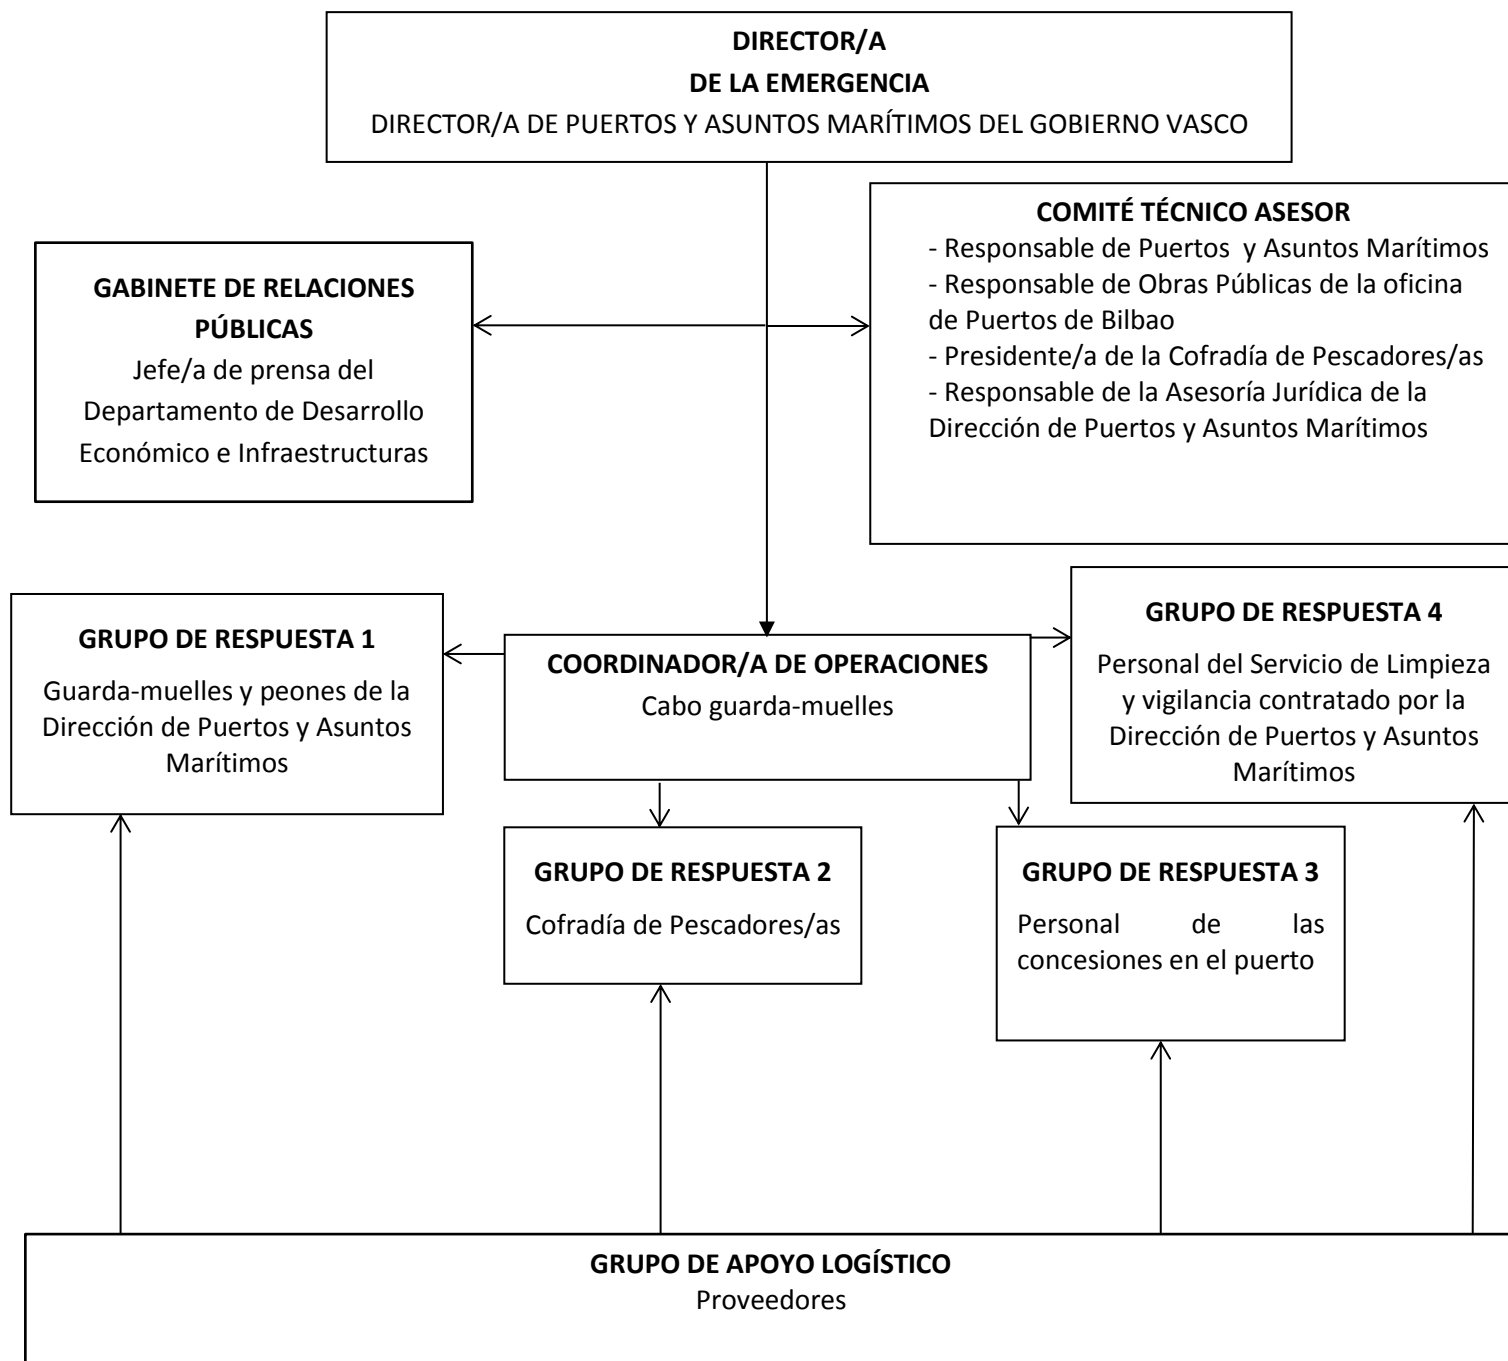 DIRECTOR/A
DE LA EMERGENCIA
DIRECTOR/A DE PUERTOS Y ASUNTOS MARÍTIMOS DEL GOBIERNO VASCO
COMITÉ TÉCNICO ASESOR
- Responsable de Puertos y Asuntos Marítimos
- Responsable de Obras Públicas de la oficina
de Puertos de Bilbao
- Presidente/a de la Cofradía de Pescadores/as
- Responsable de la Asesoría Jurídica de la
Dirección de Puertos y Asuntos Marítimos
GABINETE DE RELACIONES
PÚBLICAS
Jefe/a de prensa del
Departamento de Desarrollo
Económico e Infraestructuras
GRUPO DE RESPUESTA 1
Guarda-muelles y peones de la
Dirección de Puertos y Asuntos
Marítimos
COORDINADOR/A DE OPERACIONES
Cabo guarda-muelles
GRUPO DE RESPUESTA 4
Personal del Servicio de Limpieza
y vigilancia contratado por la
Dirección de Puertos y Asuntos
Marítimos
GRUPO DE RESPUESTA 2
Cofradía de Pescadores/as
GRUPO DE RESPUESTA 3
Personal de las
concesiones en el puerto
GRUPO DE APOYO LOGÍSTICO
Proveedores